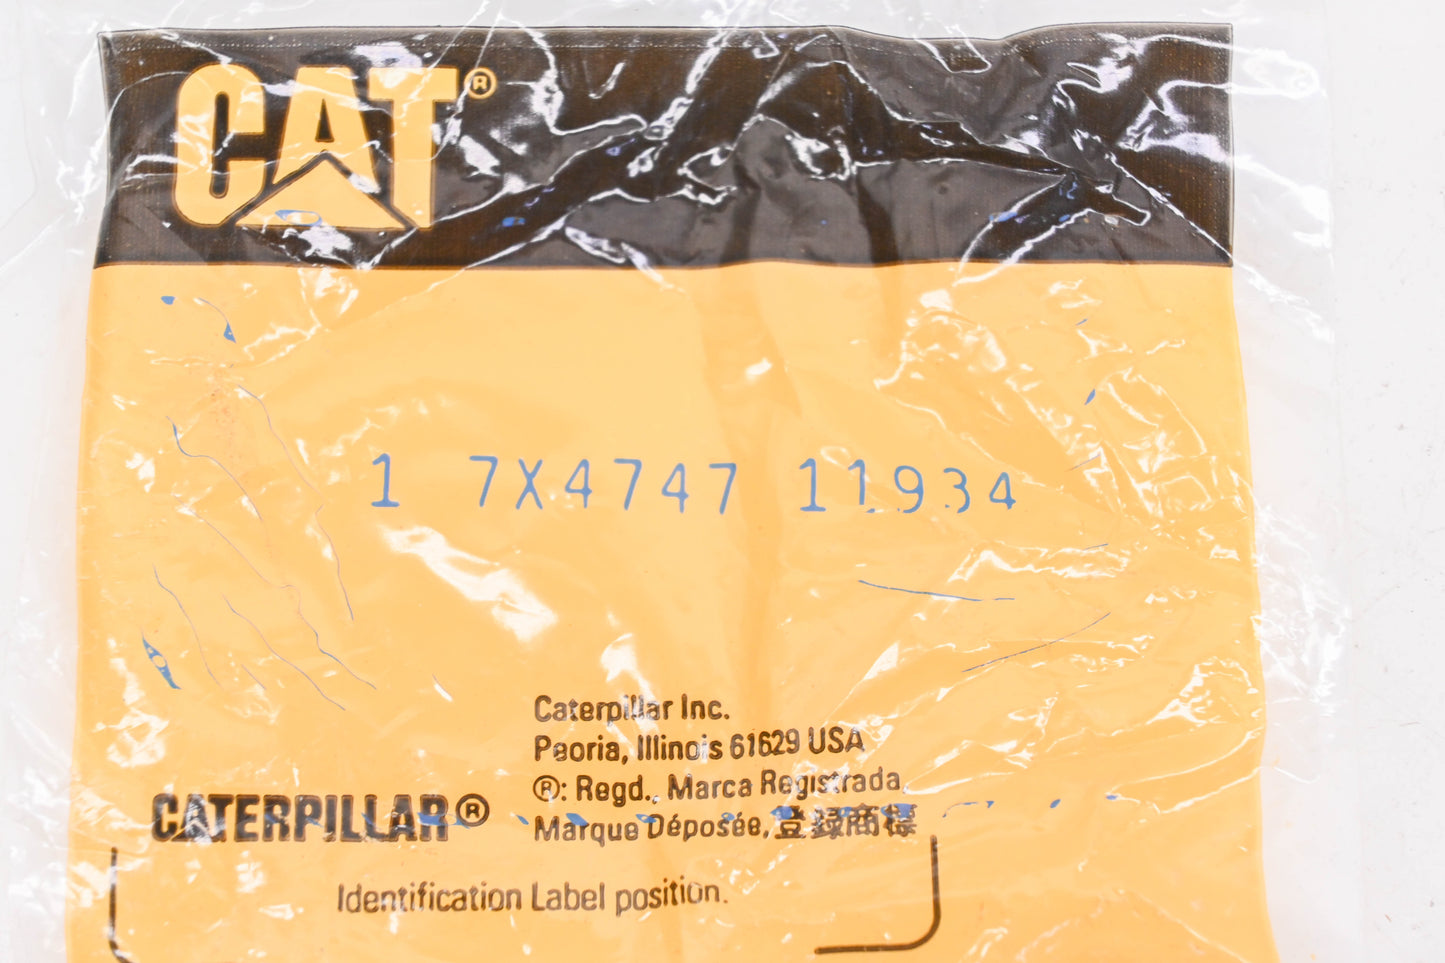 CAT®
1 7X4747 11934
Caterpillar Inc.
Peoria, Illinois 61629 USA
®: Regd., Marca Registrada,
Marque Déposée, 登録商標
CATERPILLAR®
Identification Label position.